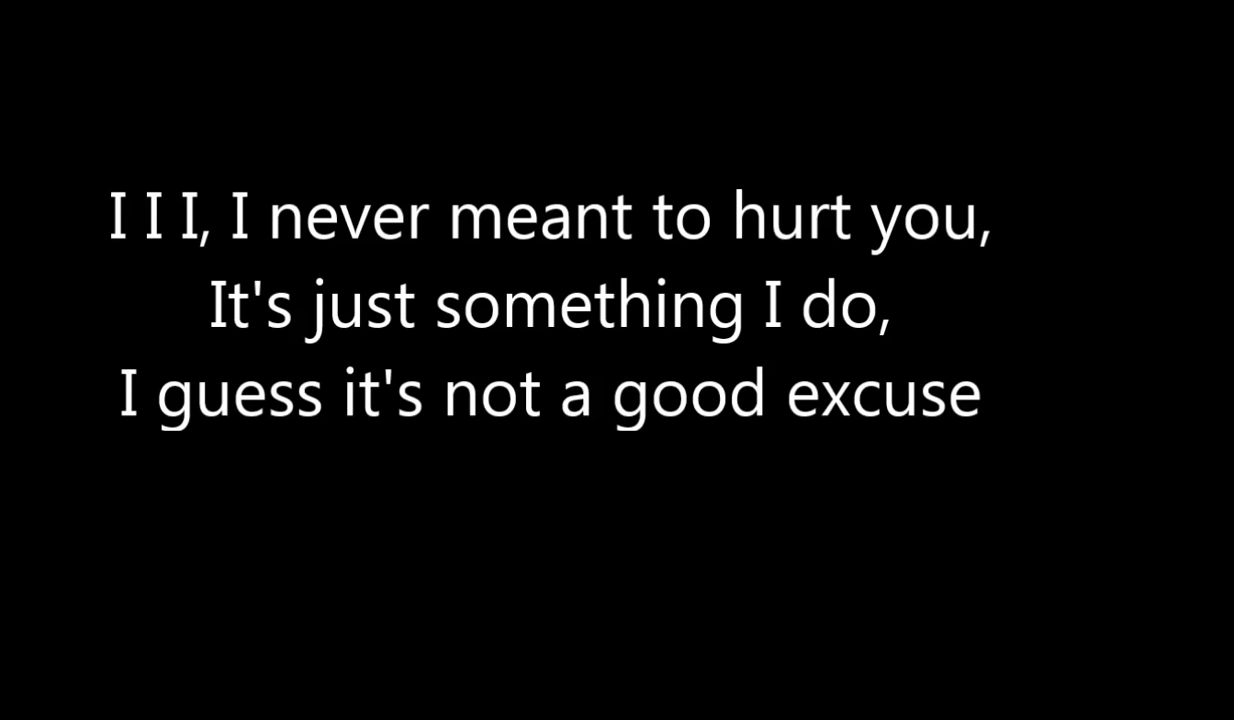 I I I, I never meant to hurt you,
It's just something I do,
I guess it's not a good excuse